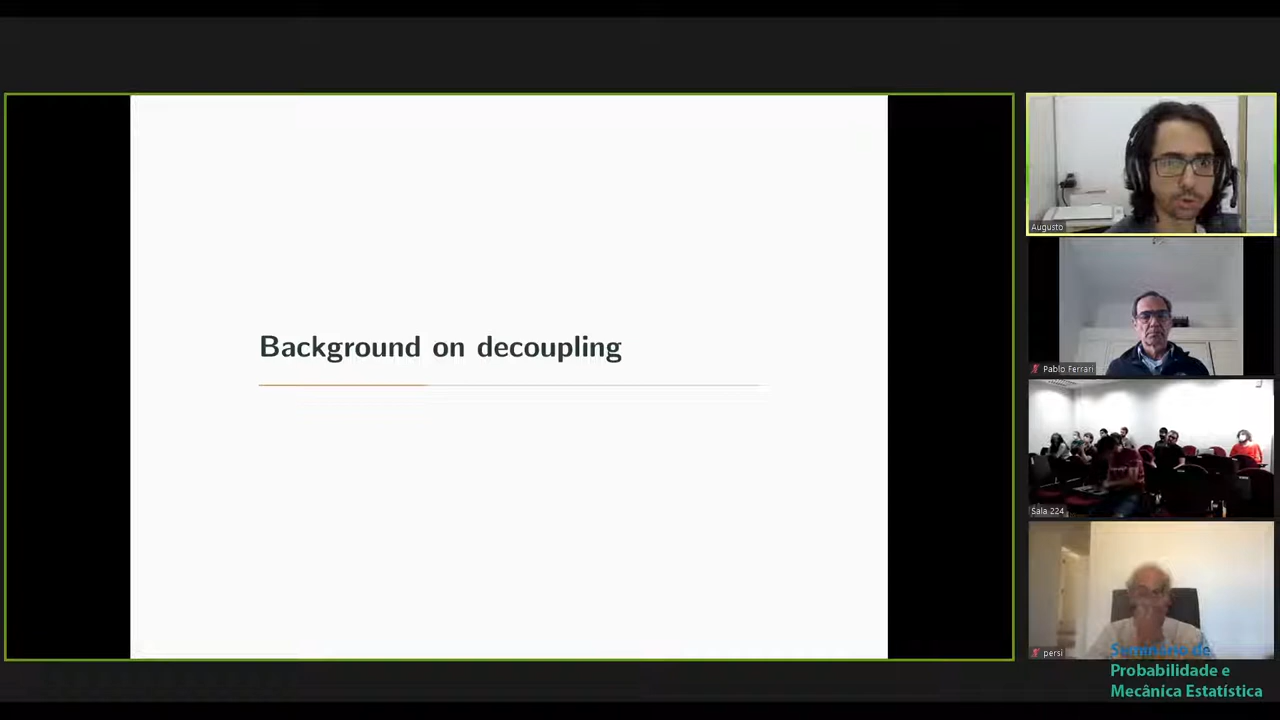 Background on decoupling
Augusto
Pablo Ferrari
Sala 224
persi
Seminário de
Probabilidade e
Mecânica Estatística